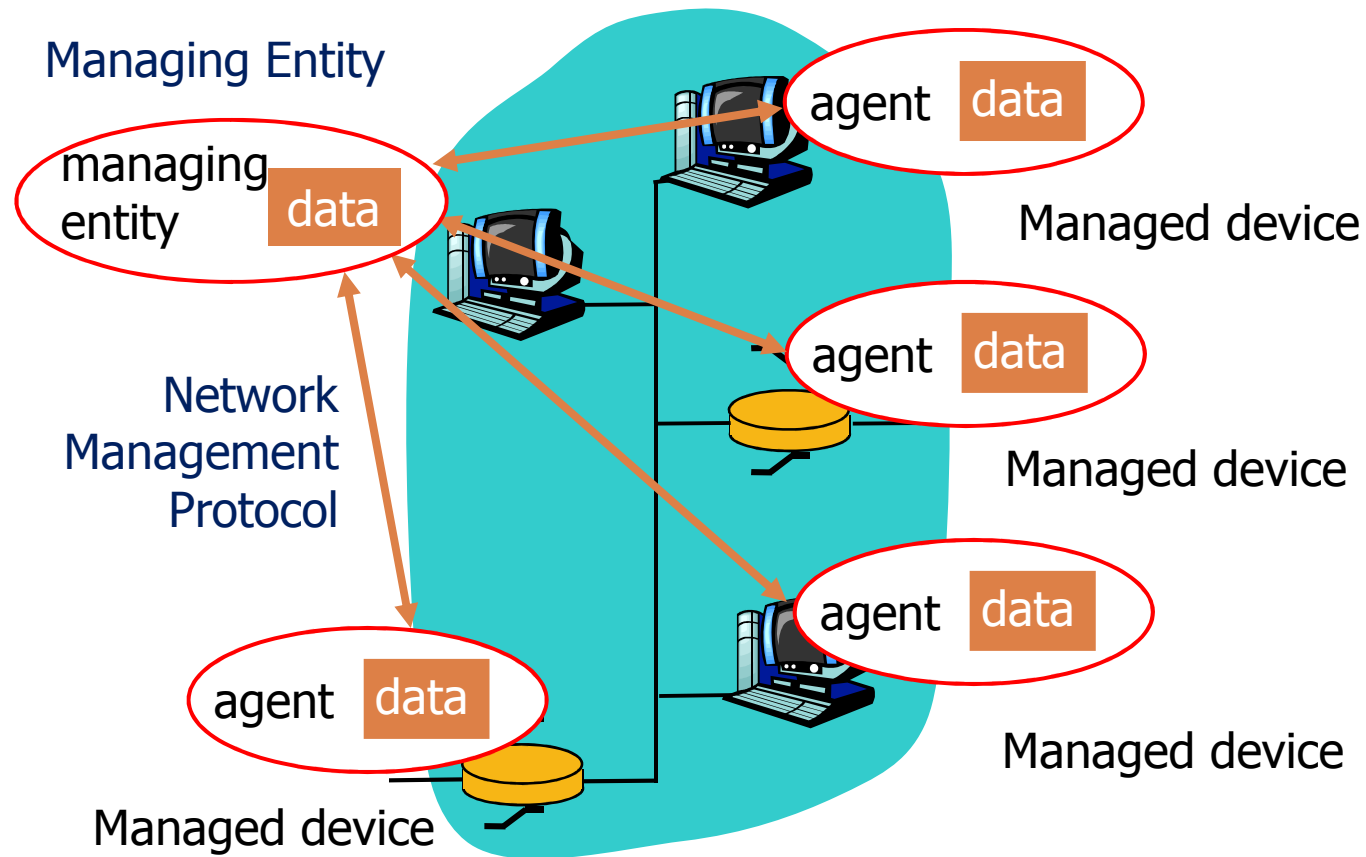 Managing Entity
managing
entity
data
agent data
Managed device
agent data
Managed device
Network
Management
Protocol
agent data
Managed device
agent data
Managed device